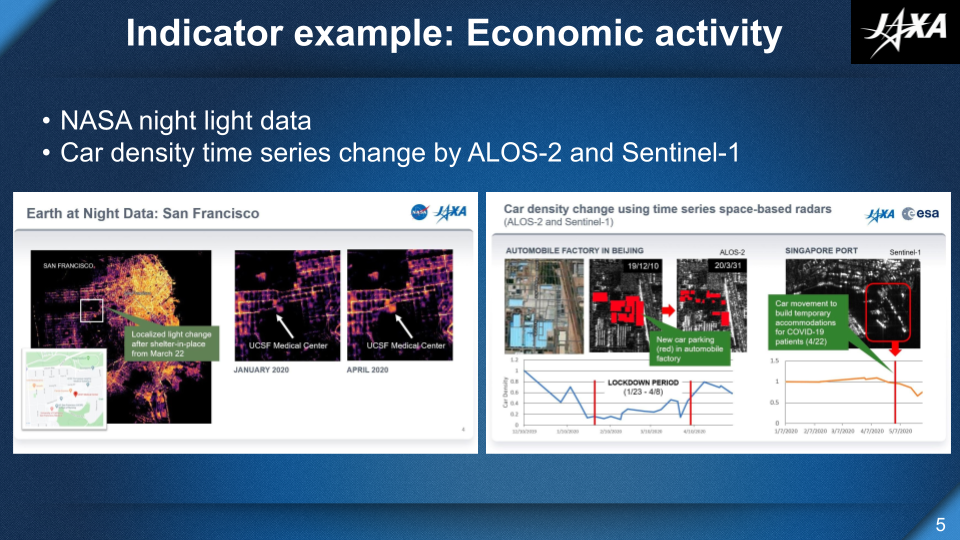 Indicator example: Economic activity
JAXA
• NASA night light data
• Car density time series change by ALOS-2 and Sentinel-1
Earth at Night Data: San Francisco
NASA
JAXA
SAN FRANCISCO
Localized light change
after shelter-in-place
from March 22
UCSF Medical Center
UCSF Medical Center
JANUARY 2020
APRIL 2020
Car density change using time series space-based radars
(ALOS-2 and Sentinel-1)
JAXA
esa
AUTOMOBILE FACTORY IN BEIJING
ALOS-2
19/12/10
20/3/31
New car parking
(red) in automobile
factory
1.2
1
0.8
0.6
0.4
0.2
0
Car Density
LOCKDOWN PERIOD
(1/23 - 4/8)
SINGAPORE PORT
Sentinel-1
Car movement to
build temporary
accommodations
for COVID-19
patients (4/22)
1.5
1
0.5
0
1/7/2020 2/7/2020 3/7/2020 4/7/2020 5/7/2020
5